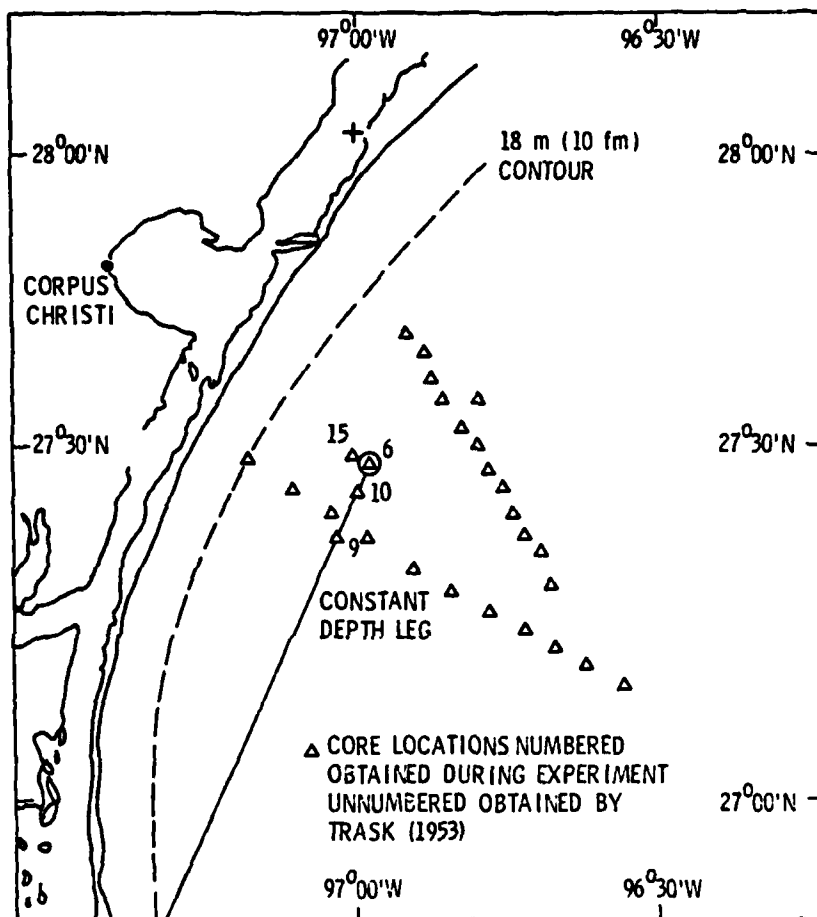 97°00'W
96°30'W
28°00'N
18 m (10 fm)
CONTOUR
28°00'N
CORPUS
CHRISTI
27°30'N
15
6
27°30'N
10
9
CONSTANT
DEPTH LEG
CORE LOCATIONS NUMBERED
OBTAINED DURING EXPERIMENT
UNNUMBERED OBTAINED BY
TRASK (1953)
27°00'N
97°00'W
96°30'W